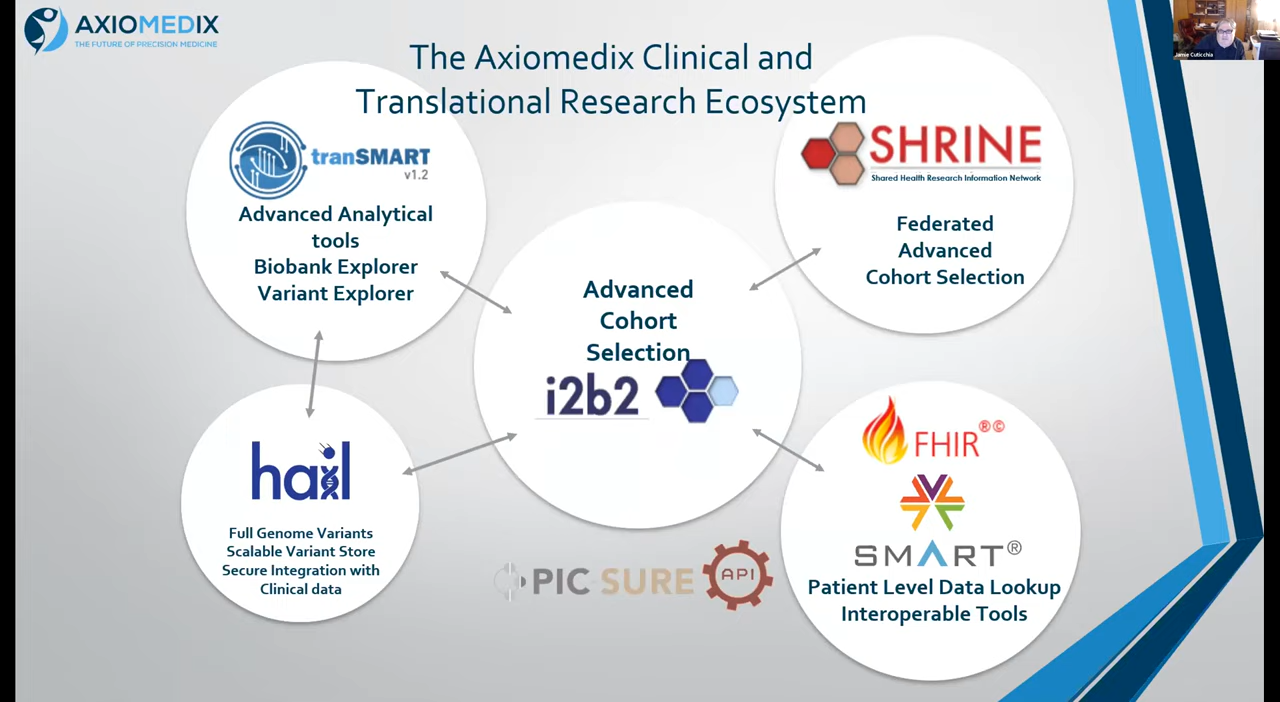 AXIOMEDIX
THE FUTURE OF PRECISION MEDICINE
The Axiomedix Clinical and
Translational Research Ecosystem
Jamie Cuticchia
tranSMART
v1.2
Advanced Analytical
tools
Biobank Explorer
Variant Explorer
SHRINE
Shared Health Research Information Network
Federated
Advanced
Cohort Selection
Advanced
Cohort
Selection
i2b2
hail
Full Genome Variants
Scalable Variant Store
Secure Integration with
Clinical data
PIC-SURE
API
FHIR®©
SMART®
Patient Level Data Lookup
Interoperable Tools